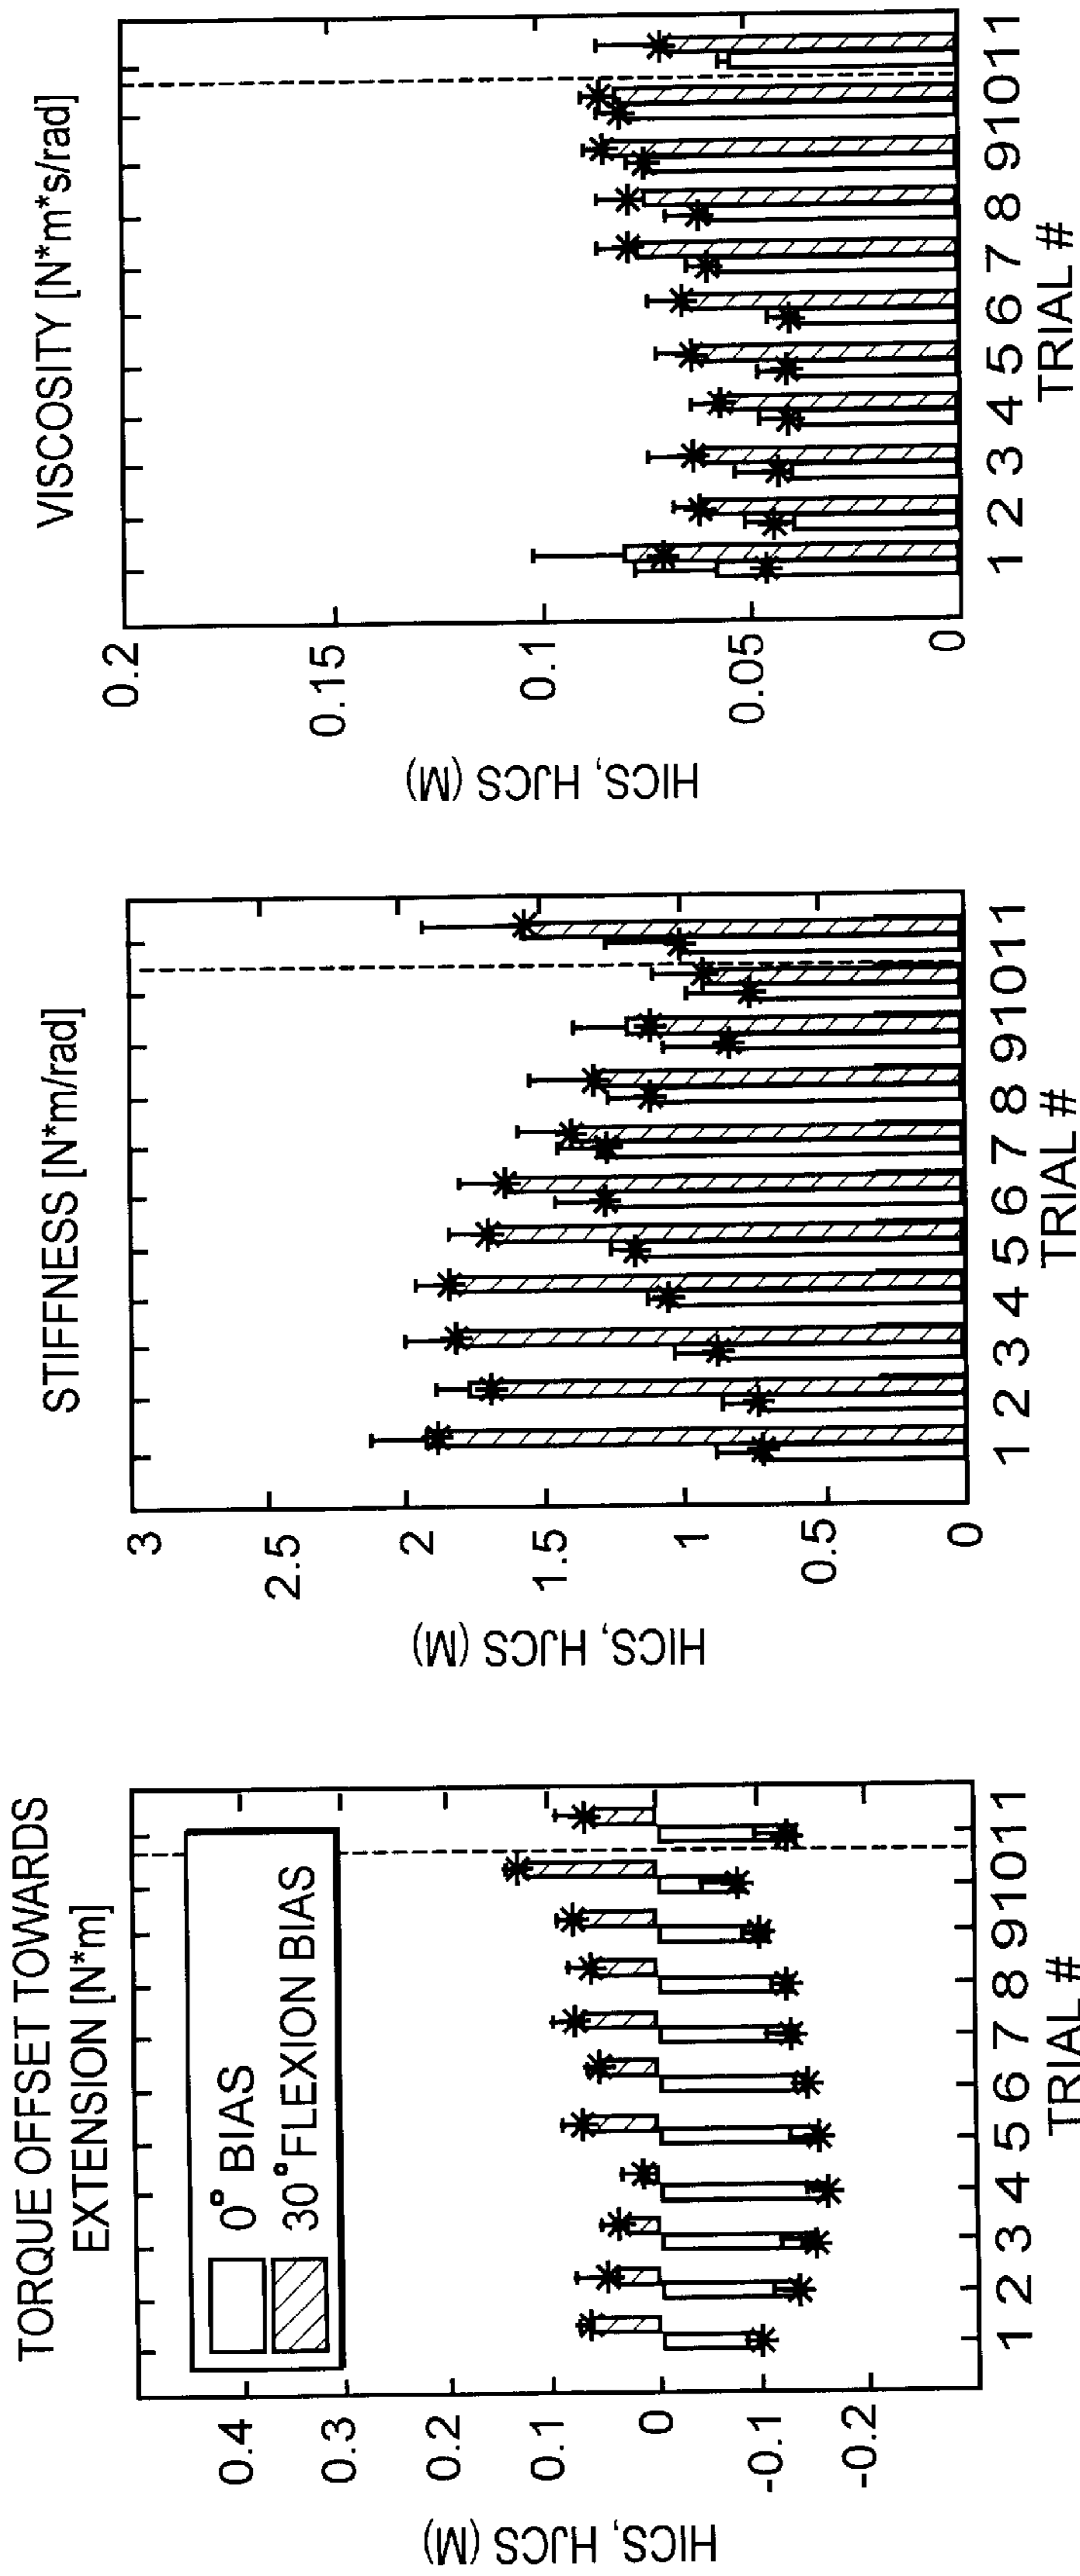 TORQUE OFFSET TOWARDS
EXTENSION [N*m]
0° BIAS
30° FLEXION BIAS
0.4
0.3
0.2
0.1
0
-0.1
-0.2
HICS, HJCS (M)
1 2 3 4 5 6 7 8 9 10 11
TRIAL #
STIFFNESS [N*m/rad]
3
2.5
2
1.5
1
0.5
0
HICS, HJCS (M)
1 2 3 4 5 6 7 8 9 10 11
TRIAL #
VISCOSITY [N*m*s/rad]
0.2
0.15
0.1
0.05
0
HICS, HJCS (M)
1 2 3 4 5 6 7 8 9 10 11
TRIAL #